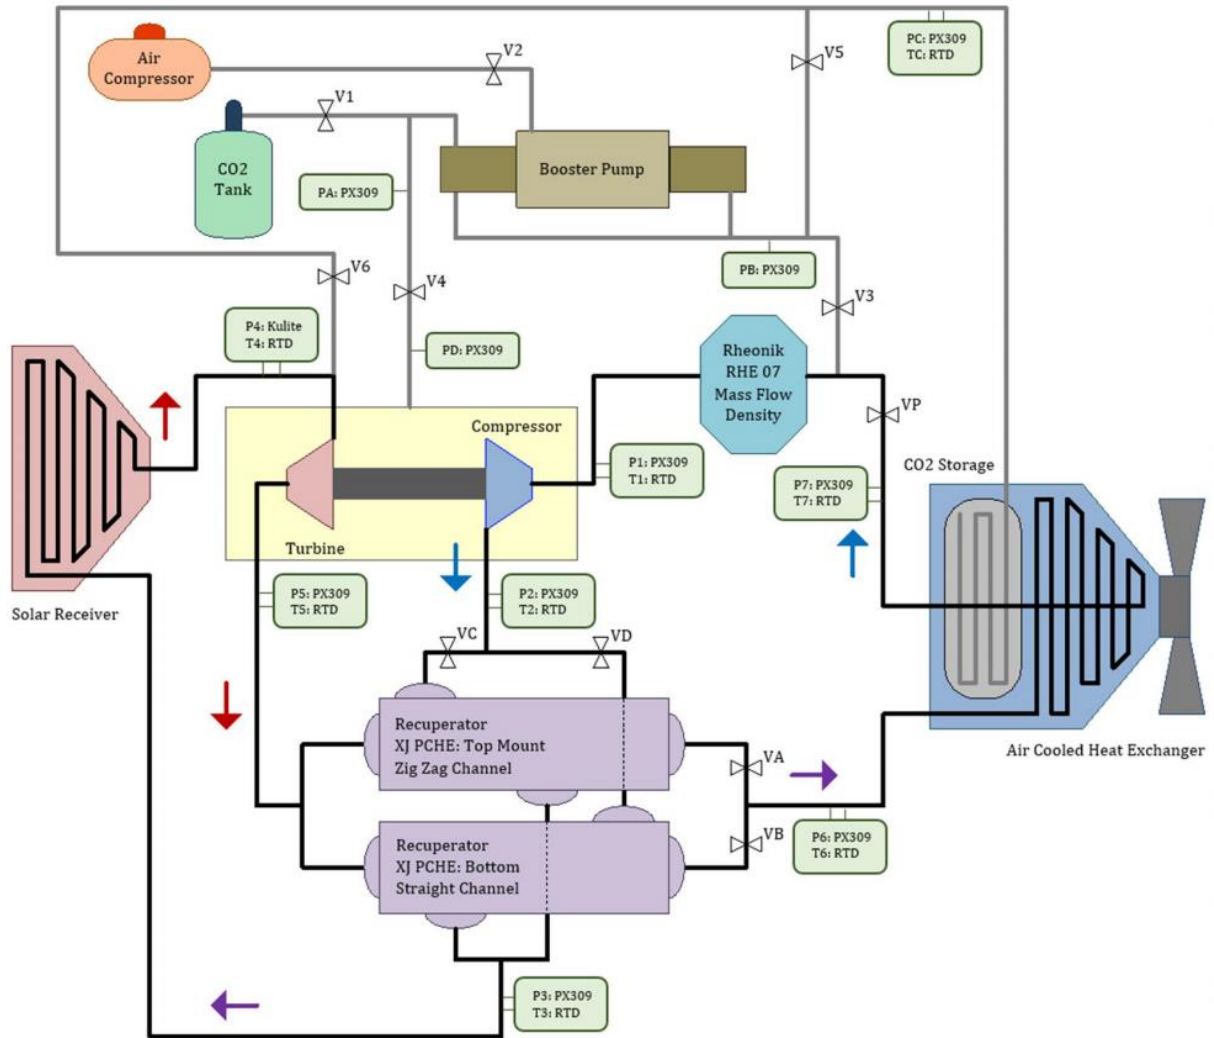 PC: PX309
TC: RTD
V2
V5
Air
Compressor
V1
CO2
Tank
Booster Pump
PA: PX309
PB: PX309
V6
V4
V3
P4: Kulite
T4: RTD
PD: PX309
Rheonik
RHE 07
Mass Flow
Density
VP
Compressor
P1: PX309
T1: RTD
CO2 Storage
P7: PX309
T7: RTD
Turbine
P5: PX309
T5: RTD
P2: PX309
T2: RTD
Solar Receiver
VC
VD
Recuperator
XJ PCHE: Top Mount
Zig Zag Channel
VA
Air Cooled Heat Exchanger
VB
P6: PX309
T6: RTD
Recuperator
XJ PCHE: Bottom
Straight Channel
P3: PX309
T3: RTD